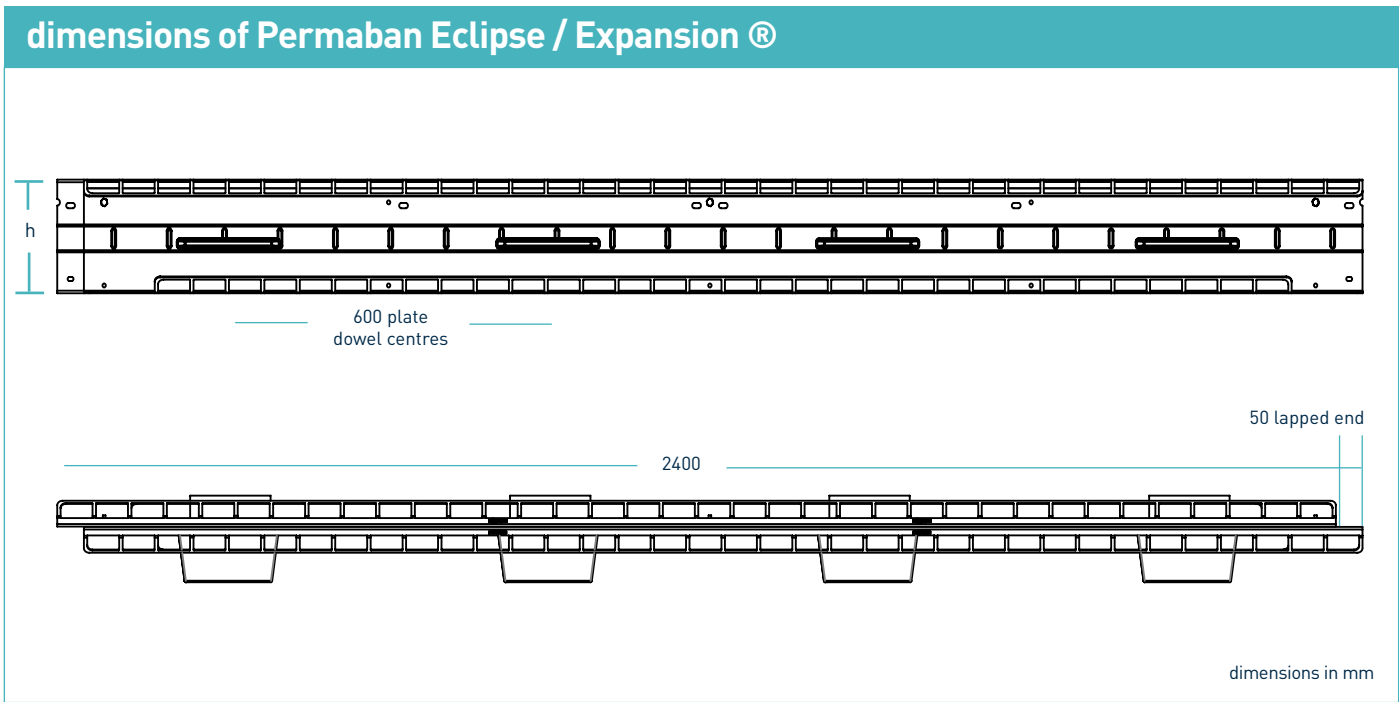 dimensions of Permaban Eclipse / Expansion ®
h
600 plate
dowel centres
50 lapped end
2400
dimensions in mm